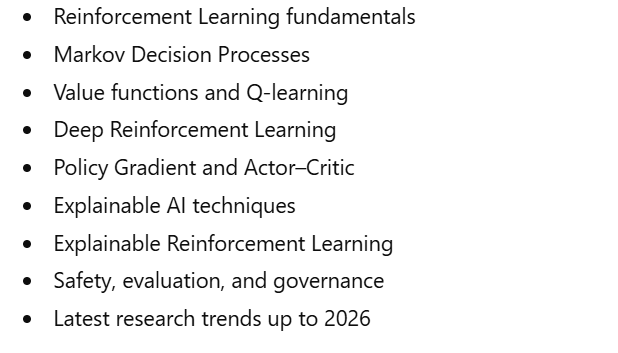 • Reinforcement Learning fundamentals
• Markov Decision Processes
• Value functions and Q-learning
• Deep Reinforcement Learning
• Policy Gradient and Actor–Critic
• Explainable AI techniques
• Explainable Reinforcement Learning
• Safety, evaluation, and governance
• Latest research trends up to 2026